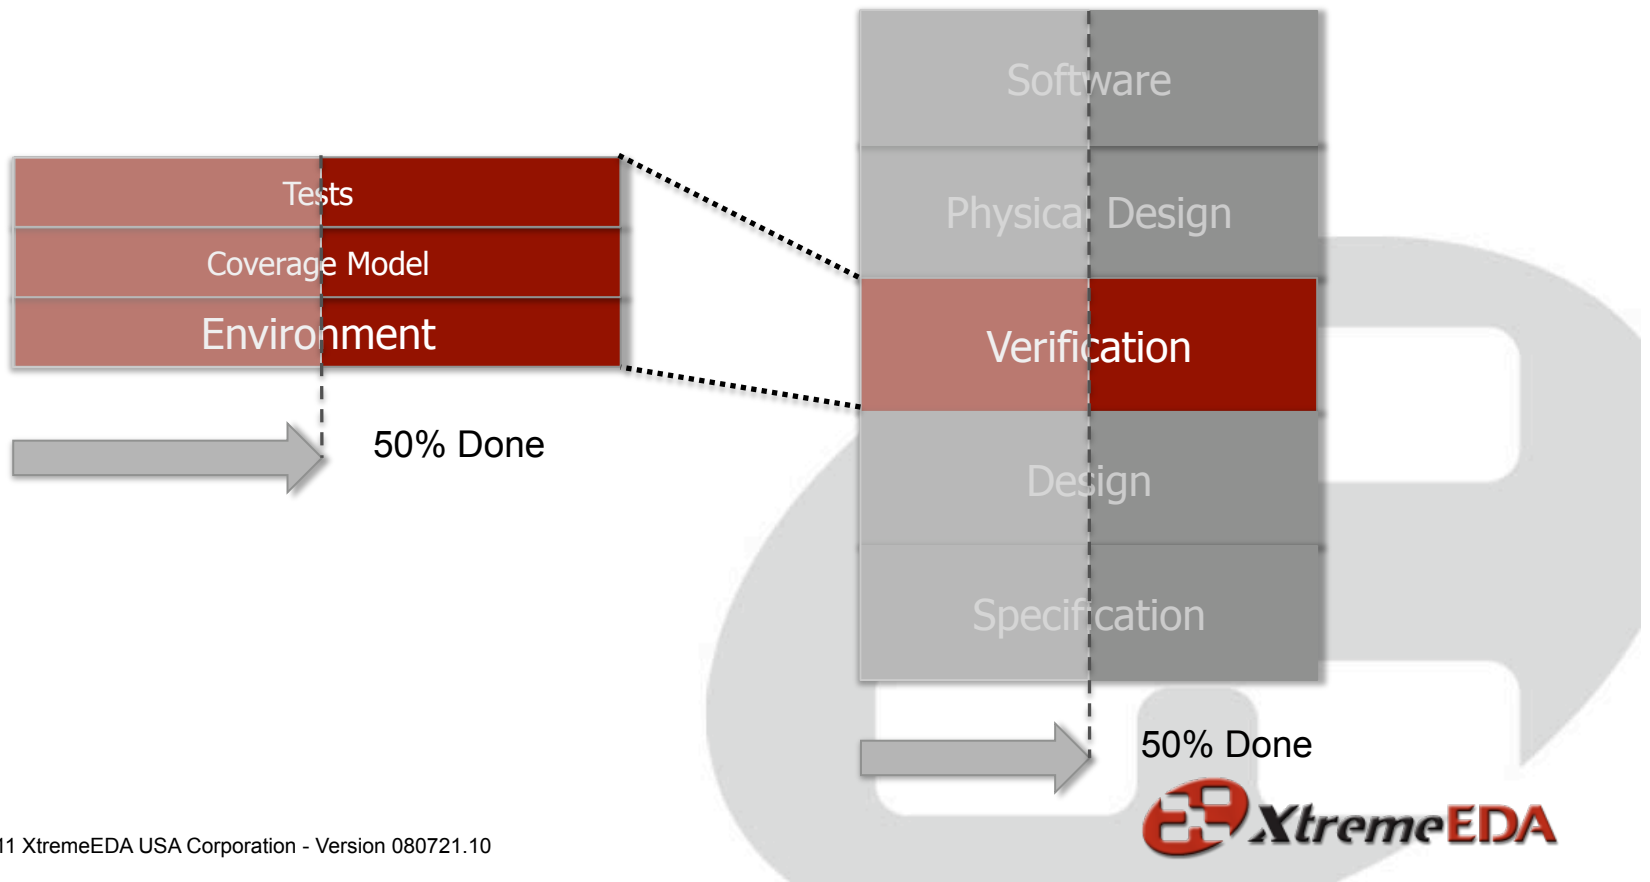 Software
Tests
Physical Design
Coverage Model
Environment
Verification
50% Done
Design
Specification
50% Done
XtremeEDA
11 XtremeEDA USA Corporation - Version 080721.10